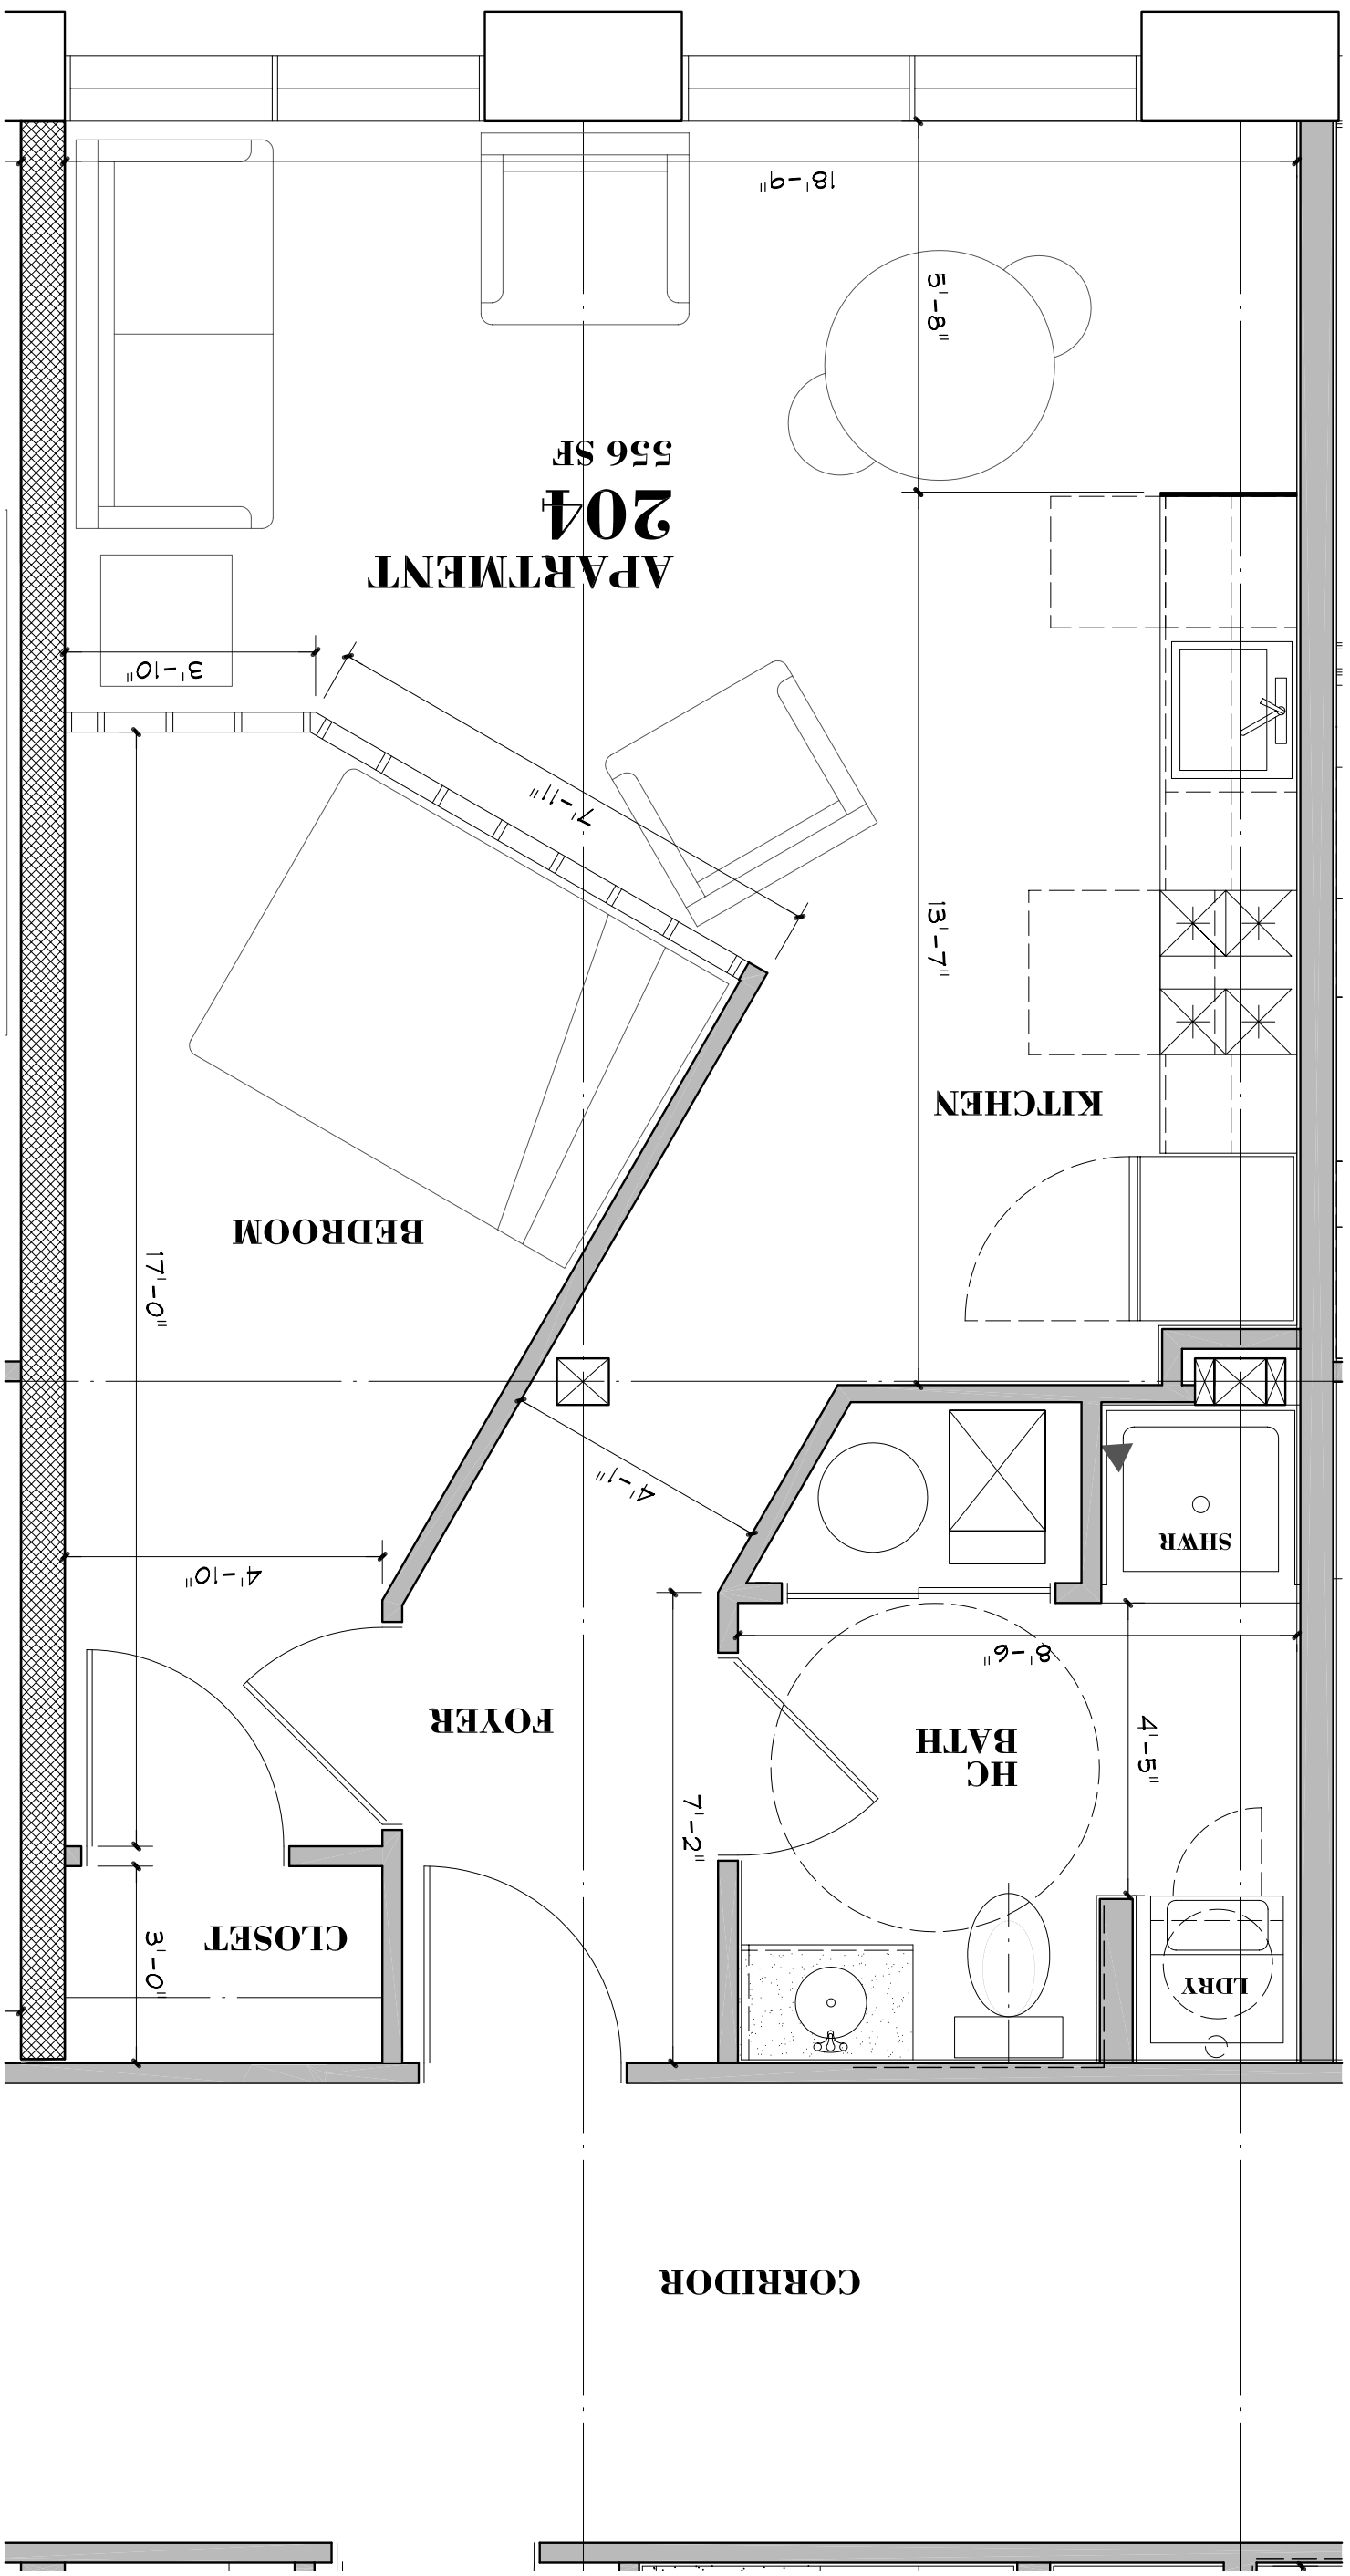 CORRIDOR
CLOSET
3'-0"
LDRY
HC
BATH
7'-2"
4'-5"
FOYER
8'-6"
4'-10"
SHWR
4'-1"
17'-0"
BEDROOM
KITCHEN
13'-7"
7'-11"
3'-10"
APARTMENT
204
556 SF
5'-8"
18'-9"